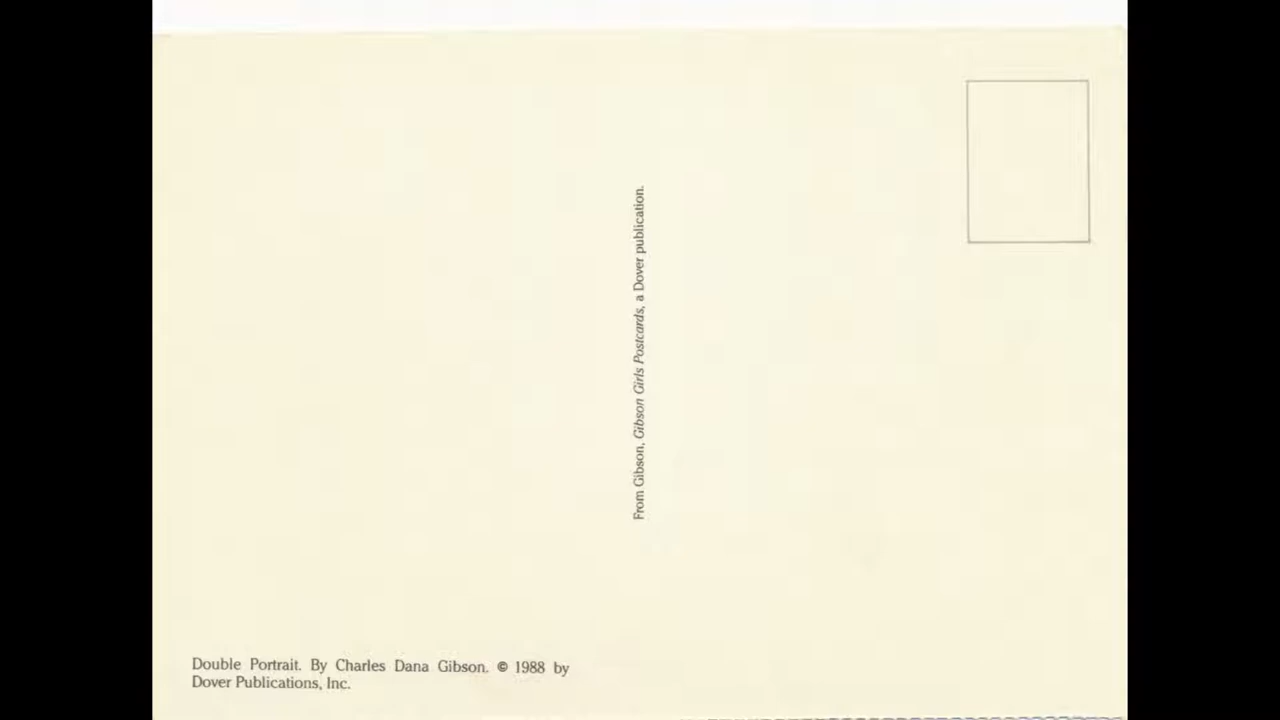 From Gibson, Gibson Girls Postcards, a Dover publication.
Double Portrait. By Charles Dana Gibson. © 1988 by
Dover Publications, Inc.